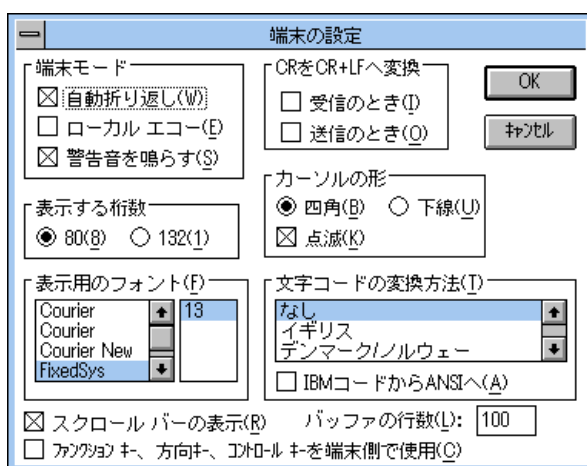 端末の設定
端末モード
自動折り返し(W)
ローカル エコー(E)
警告音を鳴らす(S)
CRをCR+LFへ変換
受信のとき(I)
送信のとき(O)
OK
ｷｬﾝｾﾙ
表示する桁数
80(8) 132(1)
カーソルの形
四角(B) 下線(U)
点滅(K)
表示用のフォント(F)
Courier
Courier
Courier New
FixedSys
13
文字コードの変換方法(T)
なし
イギリス
デンマーク/ノルウェー
IBMコードからANSIへ(A)
スクロール バーの表示(R) バッファの行数(L): 100
ﾌｧﾝｸｼｮﾝ ｷｰ、方向ｷｰ、ｺﾝﾄﾛｰﾙ ｷｰを端末側で使用(C)